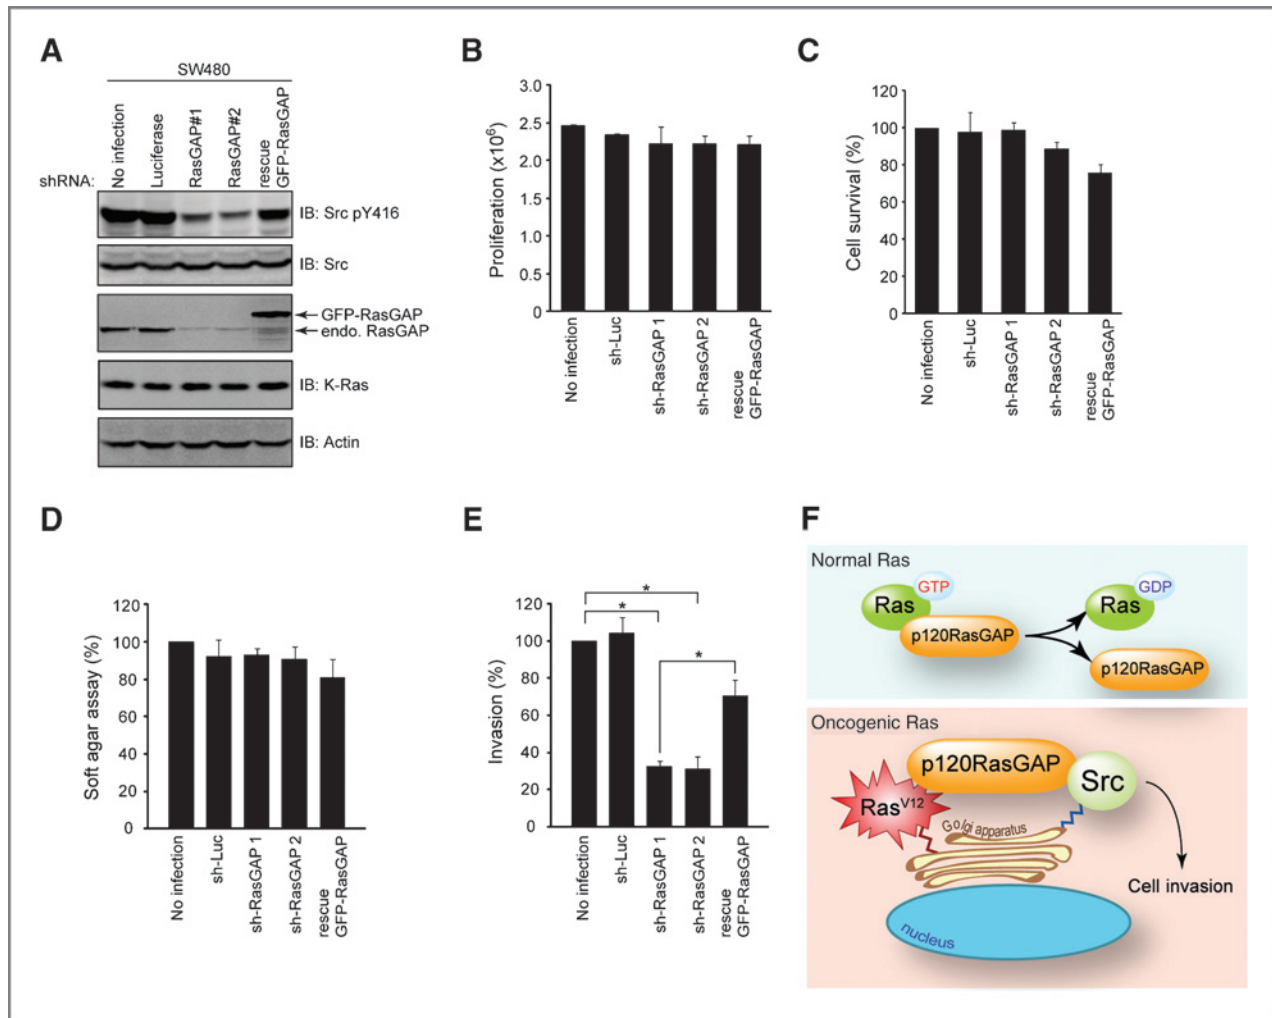 A
SW480
shRNA:
No infection
Luciferase
RasGAP#1
RasGAP#2
rescue
GFP-RasGAP
IB: Src pY416
IB: Src
GFP-RasGAP
endo. RasGAP
IB: K-Ras
IB: Actin
B
Proliferation (x10⁶)
3.0
2.5
2.0
1.5
1.0
0.5
0
No infection
sh-Luc
sh-RasGAP 1
sh-RasGAP 2
rescue
GFP-RasGAP
C
Cell survival (%)
120
100
80
60
40
20
0
No infection
sh-Luc
sh-RasGAP 1
sh-RasGAP 2
rescue
GFP-RasGAP
D
Soft agar assay (%)
120
100
80
60
40
20
0
No infection
sh-Luc
sh-RasGAP 1
sh-RasGAP 2
rescue
GFP-RasGAP
E
Invasion (%)
120
100
80
60
40
20
0
*
*
*
No infection
sh-Luc
sh-RasGAP 1
sh-RasGAP 2
rescue
GFP-RasGAP
F
Normal Ras
Ras
GTP
p120RasGAP
Ras
GDP
p120RasGAP
Oncogenic Ras
p120RasGAP
Src
Ras^V12
Golgi apparatus
Cell invasion
nucleus